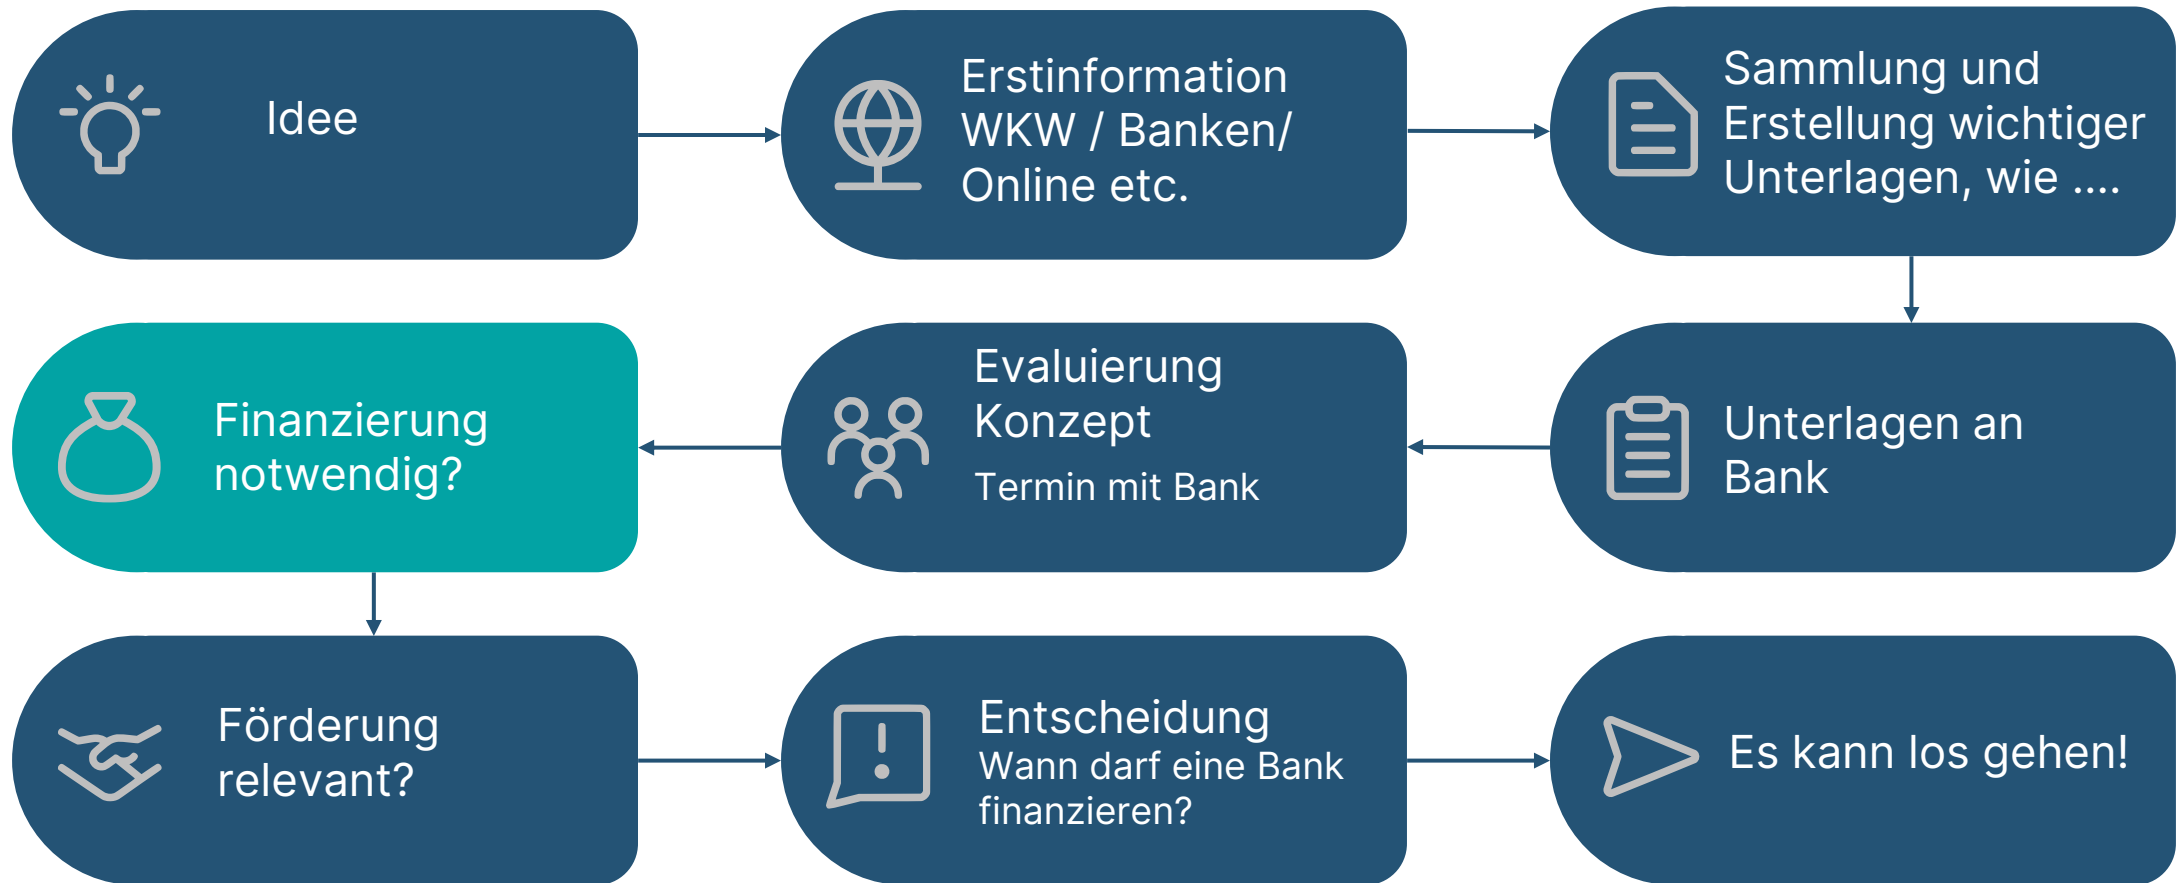 Idee
Erstinformation
WKW / Banken/
Online etc.
Sammlung und
Erstellung wichtiger
Unterlagen, wie ....
Unterlagen an
Bank
Evaluierung
Konzept
Termin mit Bank
Finanzierung
notwendig?
Förderung
relevant?
Entscheidung
Wann darf eine Bank
finanzieren?
Es kann los gehen!